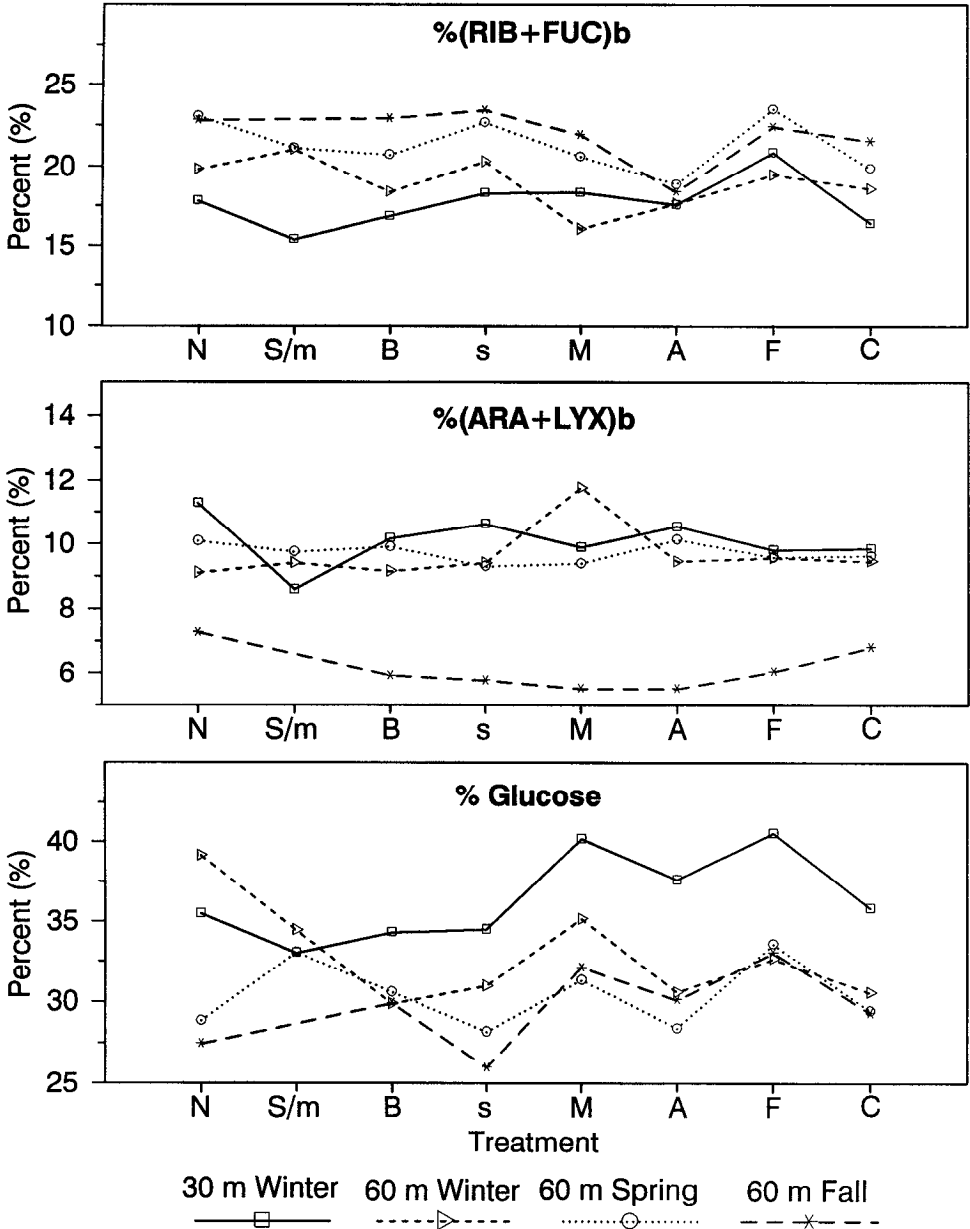 %(RIB+FUC)b
Percent (%)
25
20
15
10
N S/m B s M A F C
%(ARA+LYX)b
Percent (%)
14
12
10
8
6
N S/m B s M A F C
% Glucose
Percent (%)
40
35
30
25
N S/m B s M A F C
Treatment
30 m Winter 60 m Winter 60 m Spring 60 m Fall